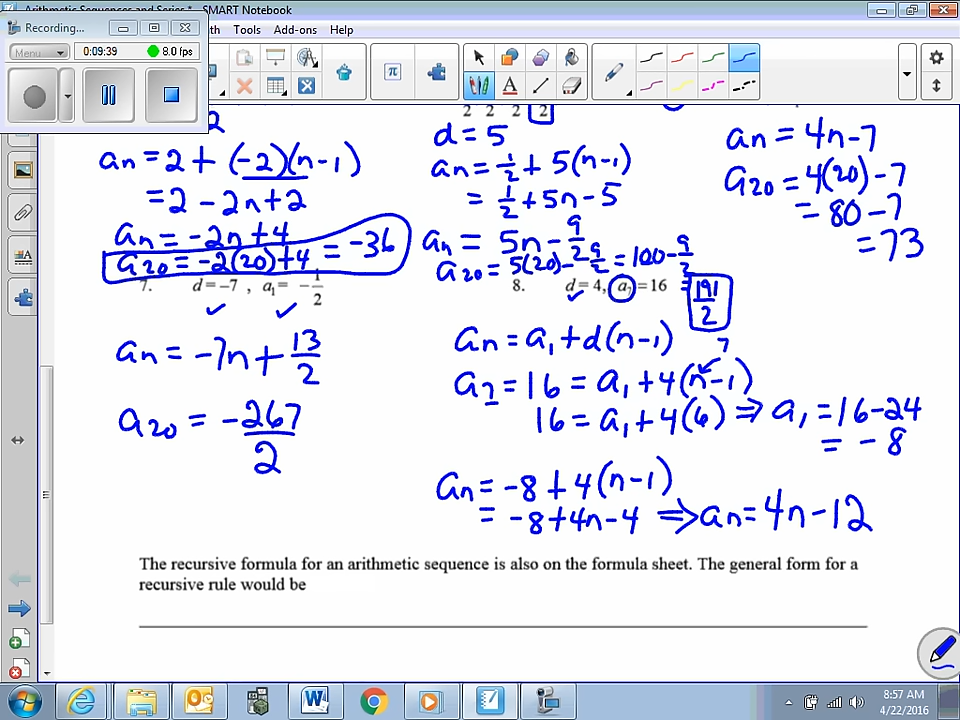 Arithmetic Sequences and Series * - SMART Notebook
Recording...
Menu
0:09:39
8.0 fps
Tools Add-ons Help
π
A
2
an = 2 + (-2)(n-1)
= 2 - 2n + 2
an = -2n + 4
a20 = -2(20) + 4 = -36
7. d = -7 , a1 = -1/2
an = -7n + 13/2
a20 = -267/2
2 2 2 2
d = 5
an = 1/2 + 5(n-1)
= 1/2 + 5n - 5
an = 5n - 9/2
a20 = 5(20) - 9/2 = 100 - 9/2
= 191/2
8. d = 4, a7 = 16
an = a1 + d(n-1)
7
a7 = 16 = a1 + 4(n-1)
16 = a1 + 4(6) ⇒ a1 = 16 - 24
= -8
an = -8 + 4(n-1)
= -8 + 4n - 4 ⇒ an = 4n - 12
an = 4n - 7
a20 = 4(20) - 7
= 80 - 7
= 73
The recursive formula for an arithmetic sequence is also on the formula sheet. The general form for a
recursive rule would be
8:57 AM
4/22/2016